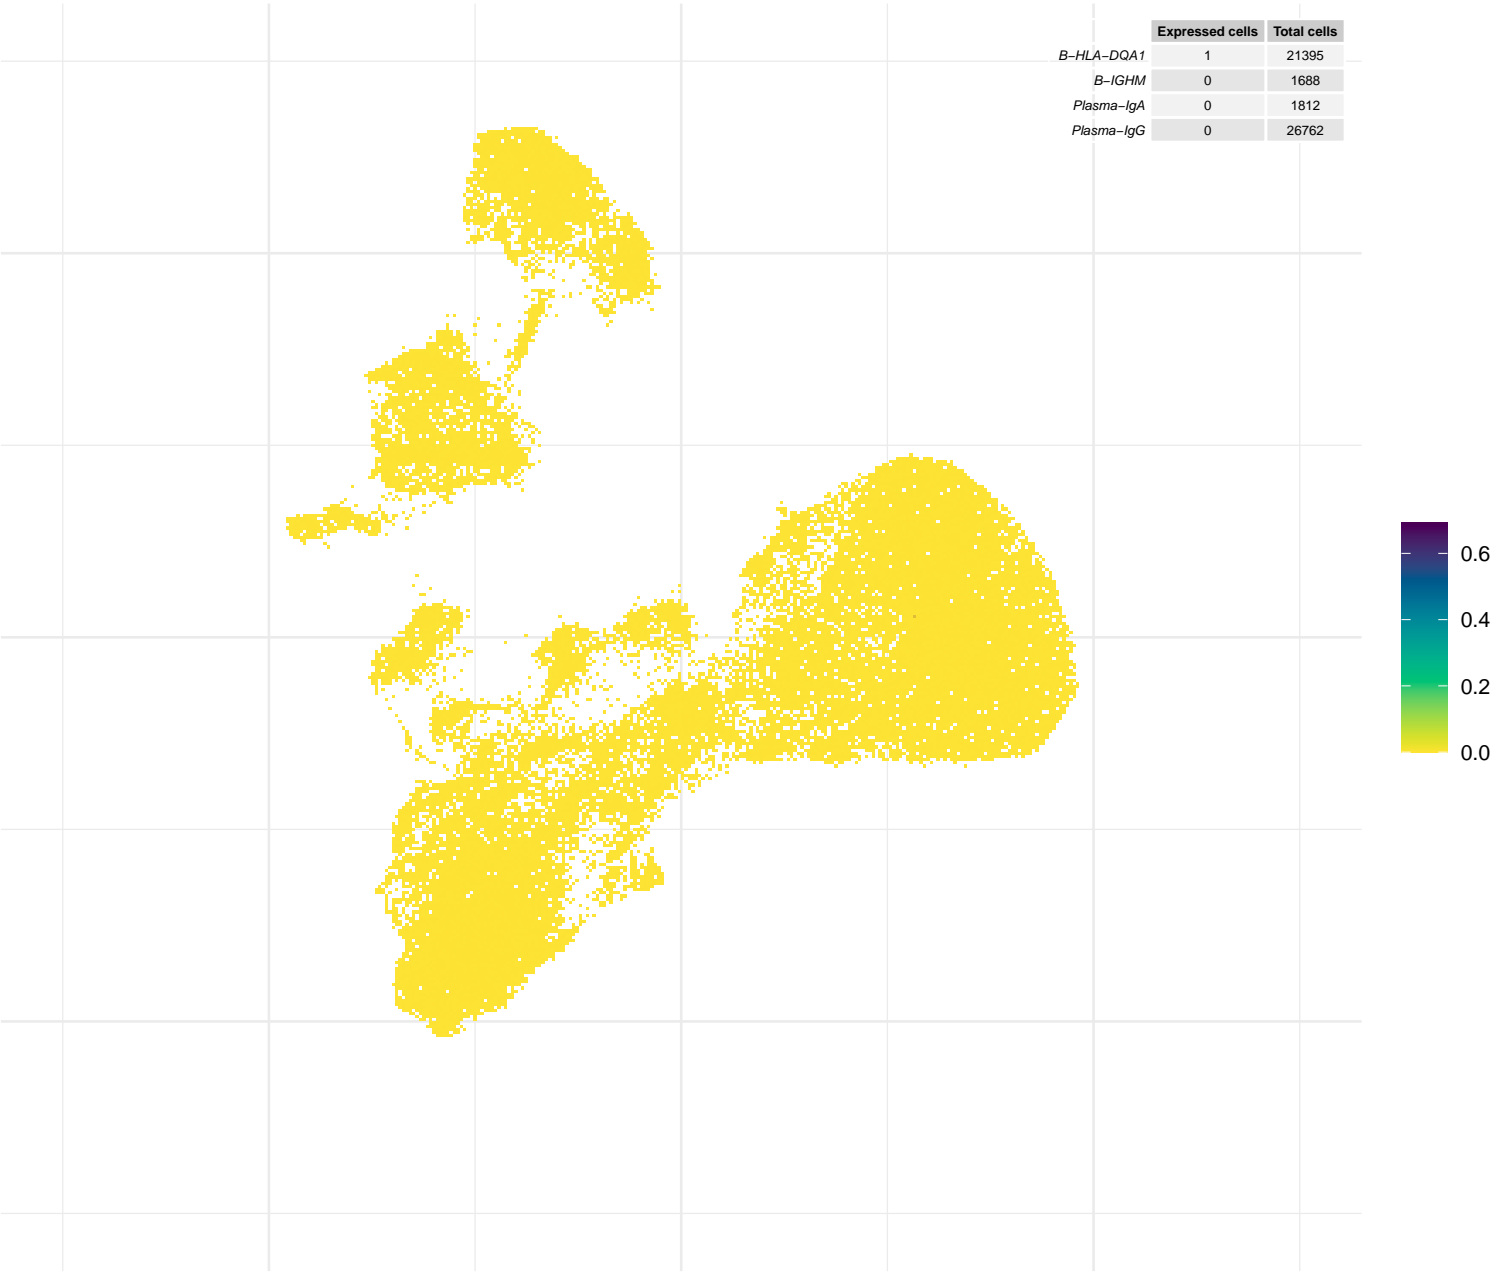 Expressed cells Total cells
B−HLA−DQA1 1 21395
B−IGHM 0 1688
Plasma−IgA 0 1812
Plasma−IgG 0 26762
0.6
0.4
0.2
0.0